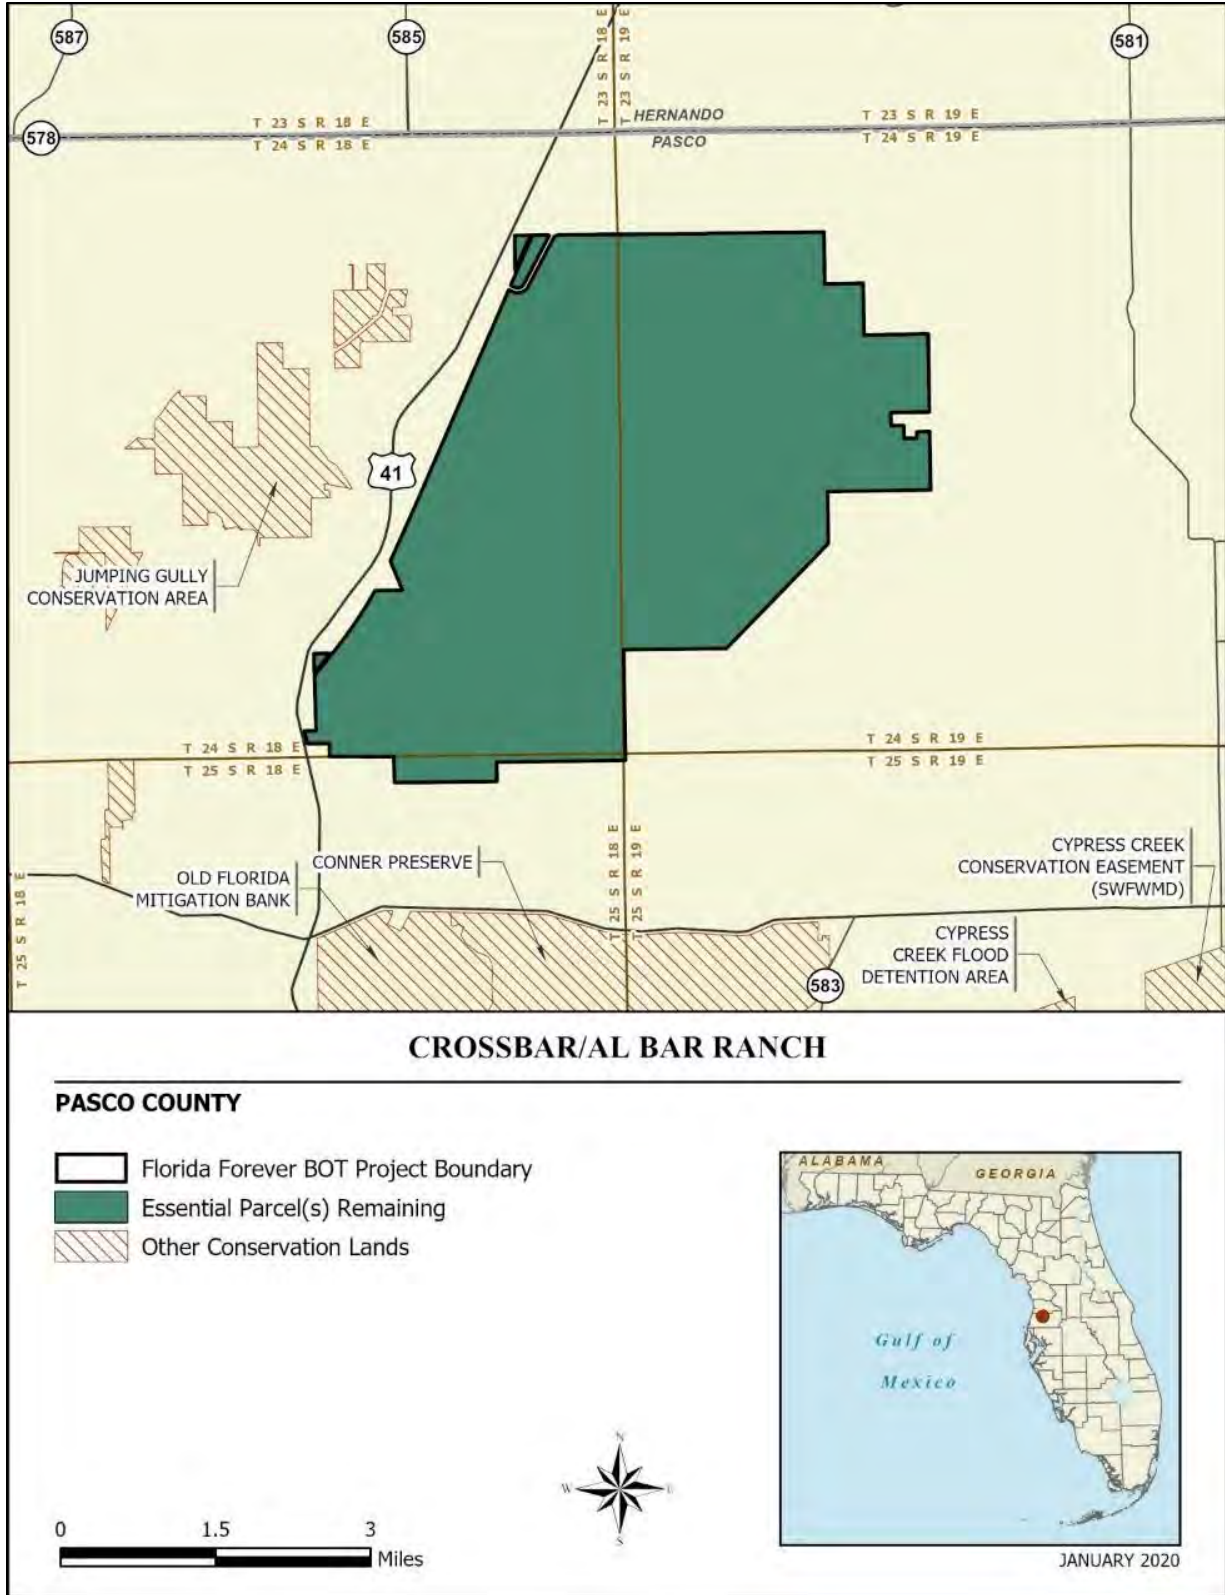 587
585
581
T 23 S R 18 E
T 23 S R 19 E
T 23 S R 18 E
HERNANDO
T 23 S R 19 E
578
T 24 S R 18 E
PASCO
T 24 S R 19 E
41
JUMPING GULLY
CONSERVATION AREA
T 24 S R 18 E
T 24 S R 19 E
T 25 S R 18 E
T 25 S R 19 E
T 25 S R 18 E
OLD FLORIDA
MITIGATION BANK
CONNER PRESERVE
T 25 S R 18 E
T 25 S R 19 E
CYPRESS CREEK
CONSERVATION EASEMENT
(SWFWMD)
CYPRESS
CREEK FLOOD
DETENTION AREA
583
CROSSBAR/AL BAR RANCH
PASCO COUNTY
Florida Forever BOT Project Boundary
Essential Parcel(s) Remaining
Other Conservation Lands
ALABAMA
GEORGIA
Gulf of
Mexico
N
W E
S
0 1.5 3
Miles
JANUARY 2020